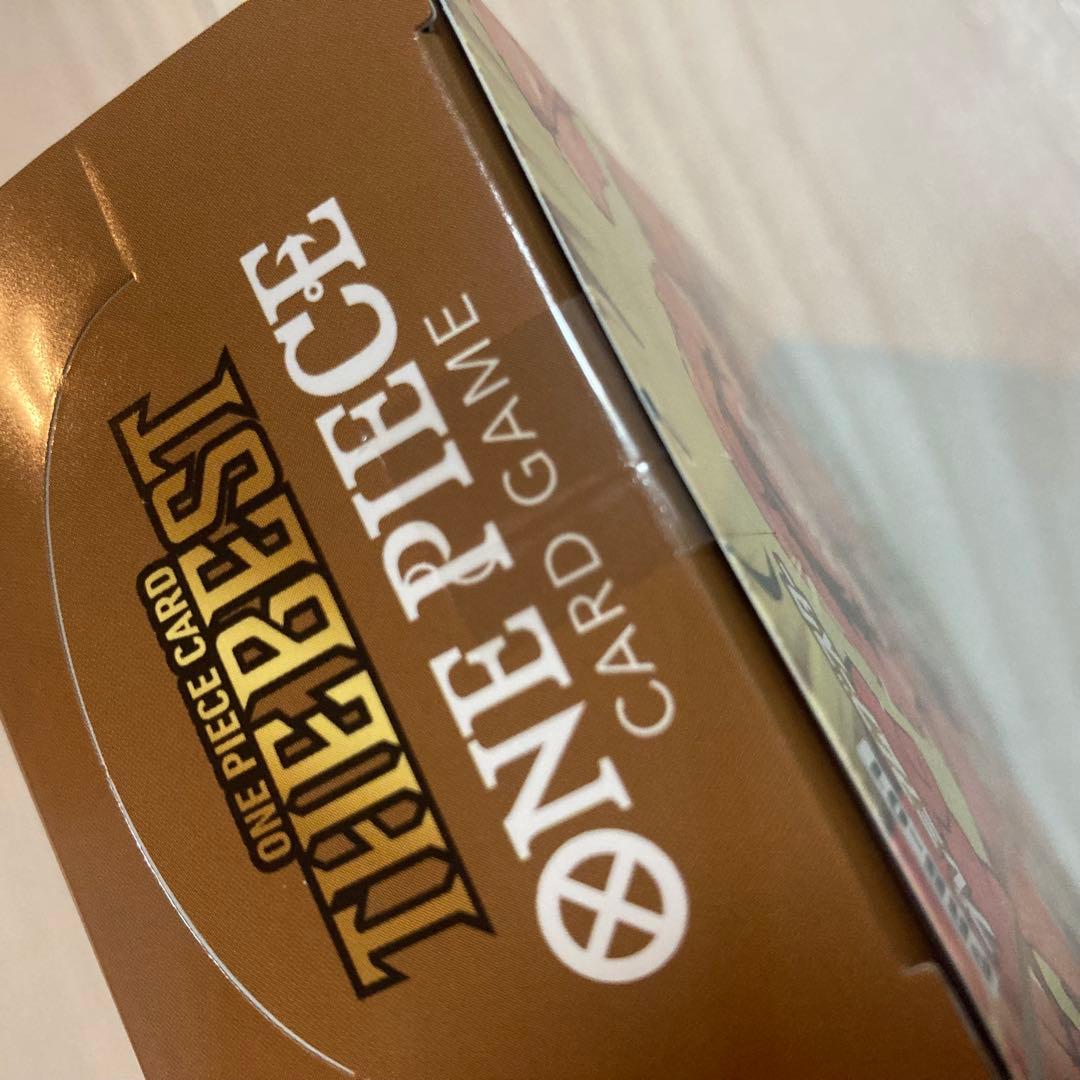 ONE PIECE CARD
THE BEST
ONE PIECE
CARD GAME